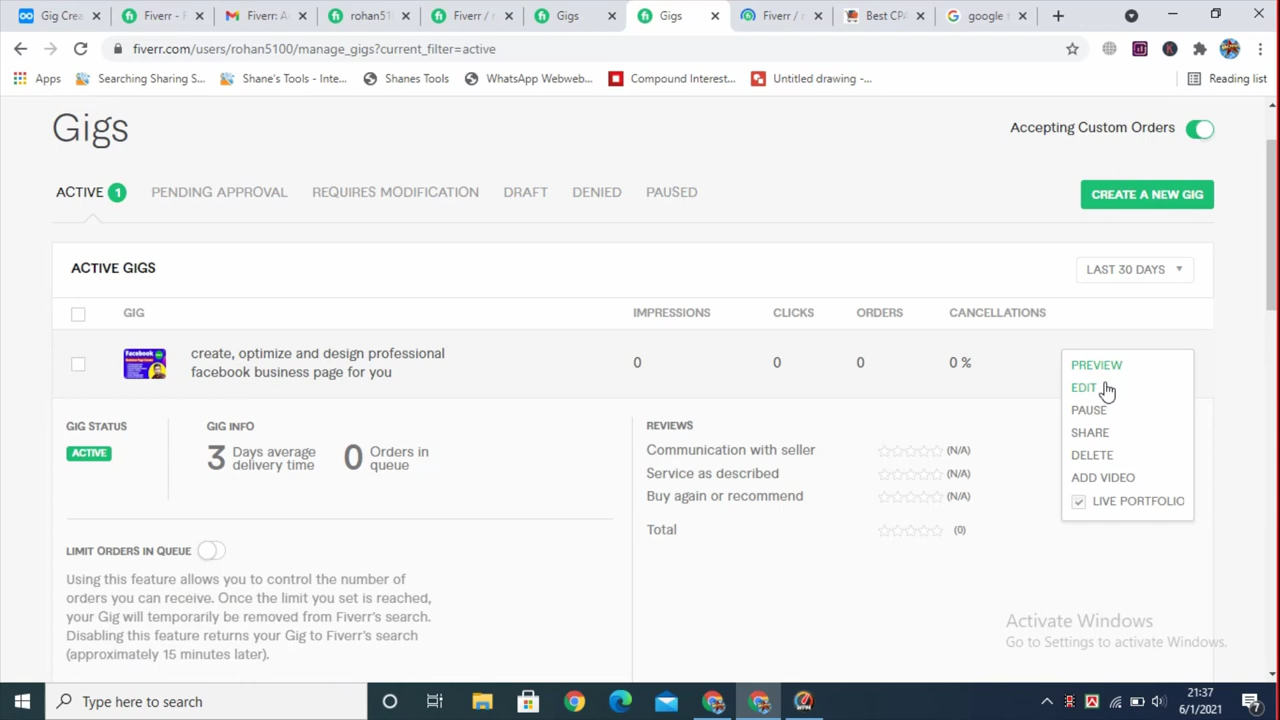 Gig Crea
Fiverr -
Fiverr: A
rohan51
Fiverr /
Gigs
Gigs
Fiverr /
Best CPA
google
fiverr.com/users/rohan5100/manage_gigs?current_filter=active
Apps
Searching Sharing S...
Shane's Tools - Inte...
Shanes Tools
WhatsApp Webweb...
Compound Interest...
Untitled drawing -...
Reading list
Gigs
Accepting Custom Orders
ACTIVE 1
PENDING APPROVAL
REQUIRES MODIFICATION
DRAFT
DENIED
PAUSED
CREATE A NEW GIG
ACTIVE GIGS
LAST 30 DAYS
GIG
IMPRESSIONS
CLICKS
ORDERS
CANCELLATIONS
Facebook
create, optimize and design professional
facebook business page for you
0
0
0
0 %
PREVIEW
EDIT
PAUSE
SHARE
DELETE
ADD VIDEO
LIVE PORTFOLIO
GIG STATUS
ACTIVE
GIG INFO
3 Days average
delivery time
0 Orders in
queue
REVIEWS
Communication with seller (N/A)
Service as described (N/A)
Buy again or recommend (N/A)
Total (0)
LIMIT ORDERS IN QUEUE
Using this feature allows you to control the number of
orders you can receive. Once the limit you set is reached,
your Gig will temporarily be removed from Fiverr's search.
Disabling this feature returns your Gig to Fiverr's search
(approximately 15 minutes later).
Activate Windows
Go to Settings to activate Windows.
Type here to search
21:37
6/1/2021
7